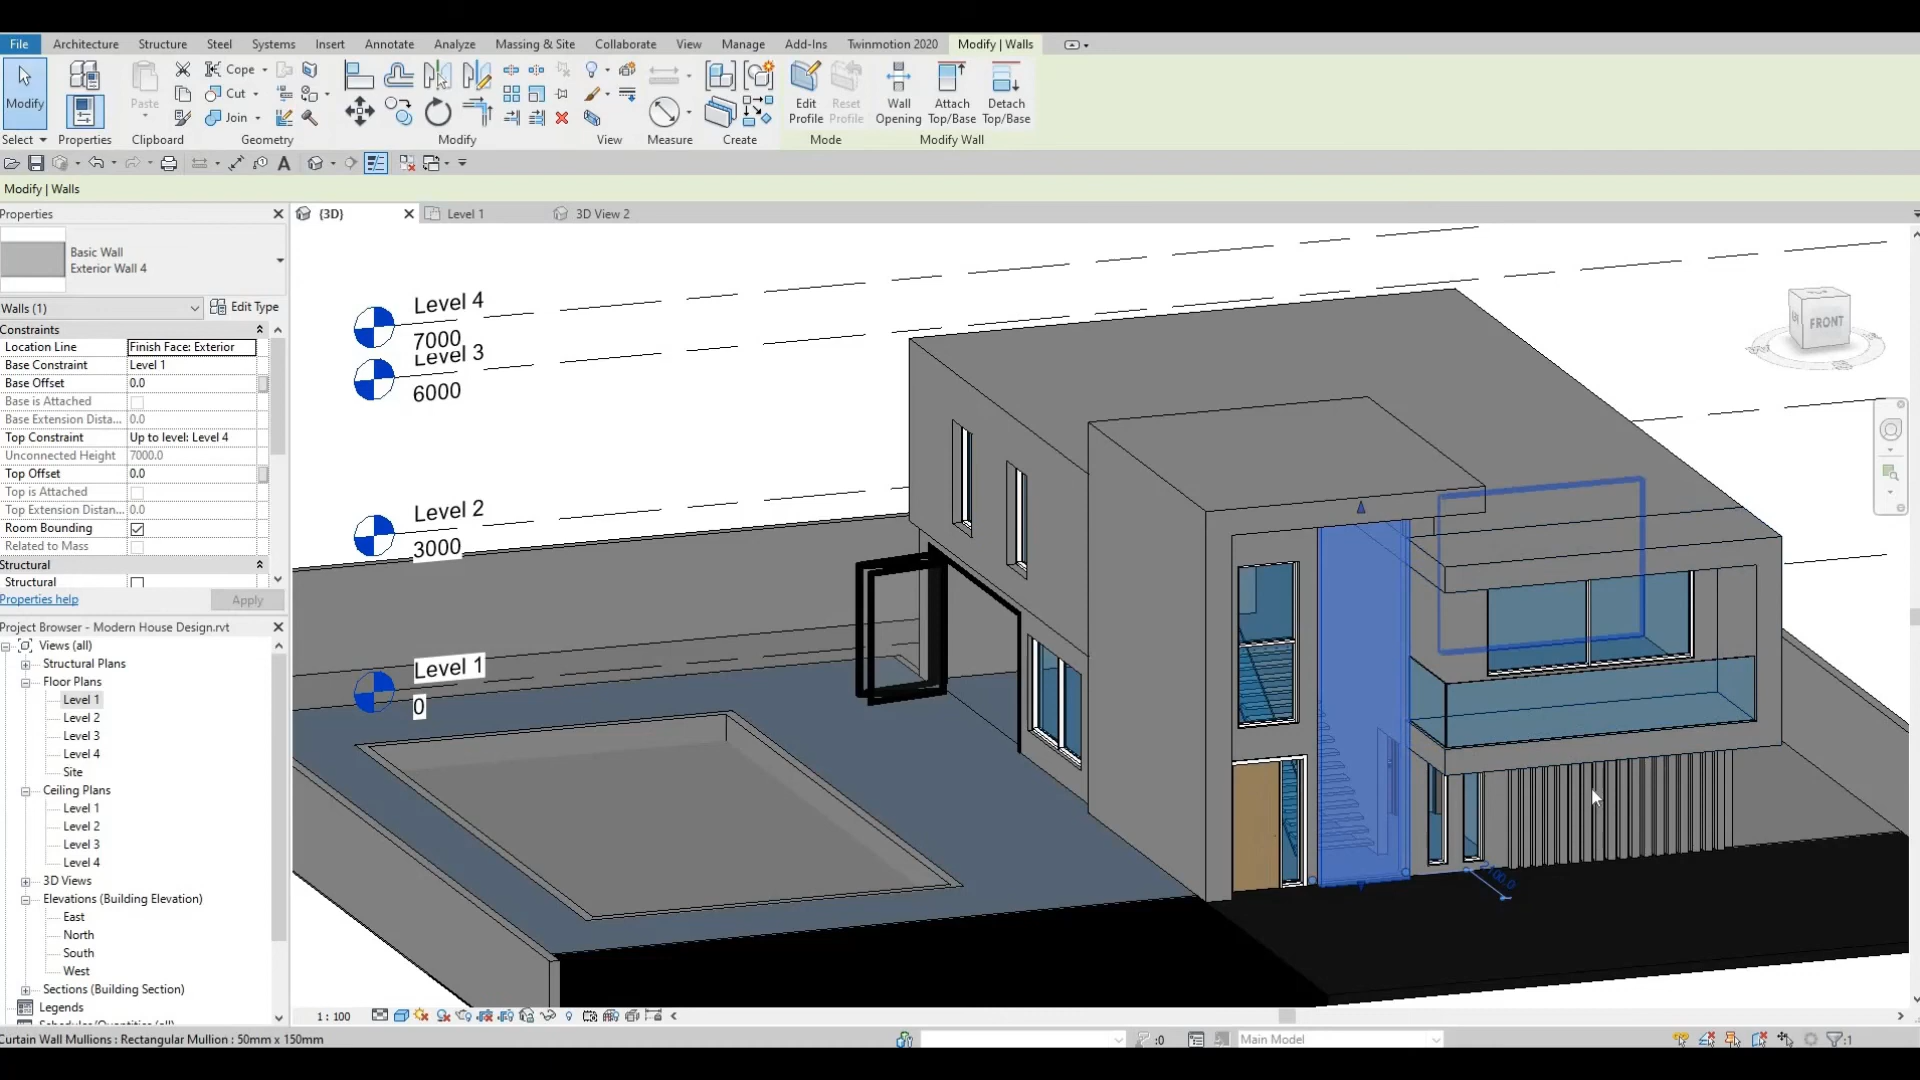 File Architecture Structure Steel Systems Insert Annotate Analyze Massing & Site Collaborate View Manage Add-Ins Twinmotion 2020 Modify | Walls
Modify
Paste
Cope
Cut
Join
Edit Profile
Reset Profile
Wall Opening
Attach Top/Base
Detach Top/Base
Select Properties Clipboard Geometry Modify View Measure Create Mode Modify Wall
Modify | Walls
Properties
{3D} Level 1 3D View 2
Basic Wall
Exterior Wall 4
Walls (1) Edit Type
Constraints
Location Line Finish Face: Exterior
Base Constraint Level 1
Base Offset 0.0
Base is Attached
Base Extension Dista... 0.0
Top Constraint Up to level: Level 4
Unconnected Height 7000.0
Top Offset 0.0
Top is Attached
Top Extension Distan... 0.0
Room Bounding
Related to Mass
Structural
Structural
Properties help Apply
Project Browser - Modern House Design.rvt
Views (all)
Structural Plans
Floor Plans
Level 1
Level 2
Level 3
Level 4
Site
Ceiling Plans
Level 1
Level 2
Level 3
Level 4
3D Views
Elevations (Building Elevation)
East
North
South
West
Sections (Building Section)
Legends
Level 4
7000
Level 3
6000
Level 2
3000
Level 1
0
FRONT
1 : 100
Curtain Wall Mullions : Rectangular Mullion : 50mm x 150mm
:0
Main Model
:1